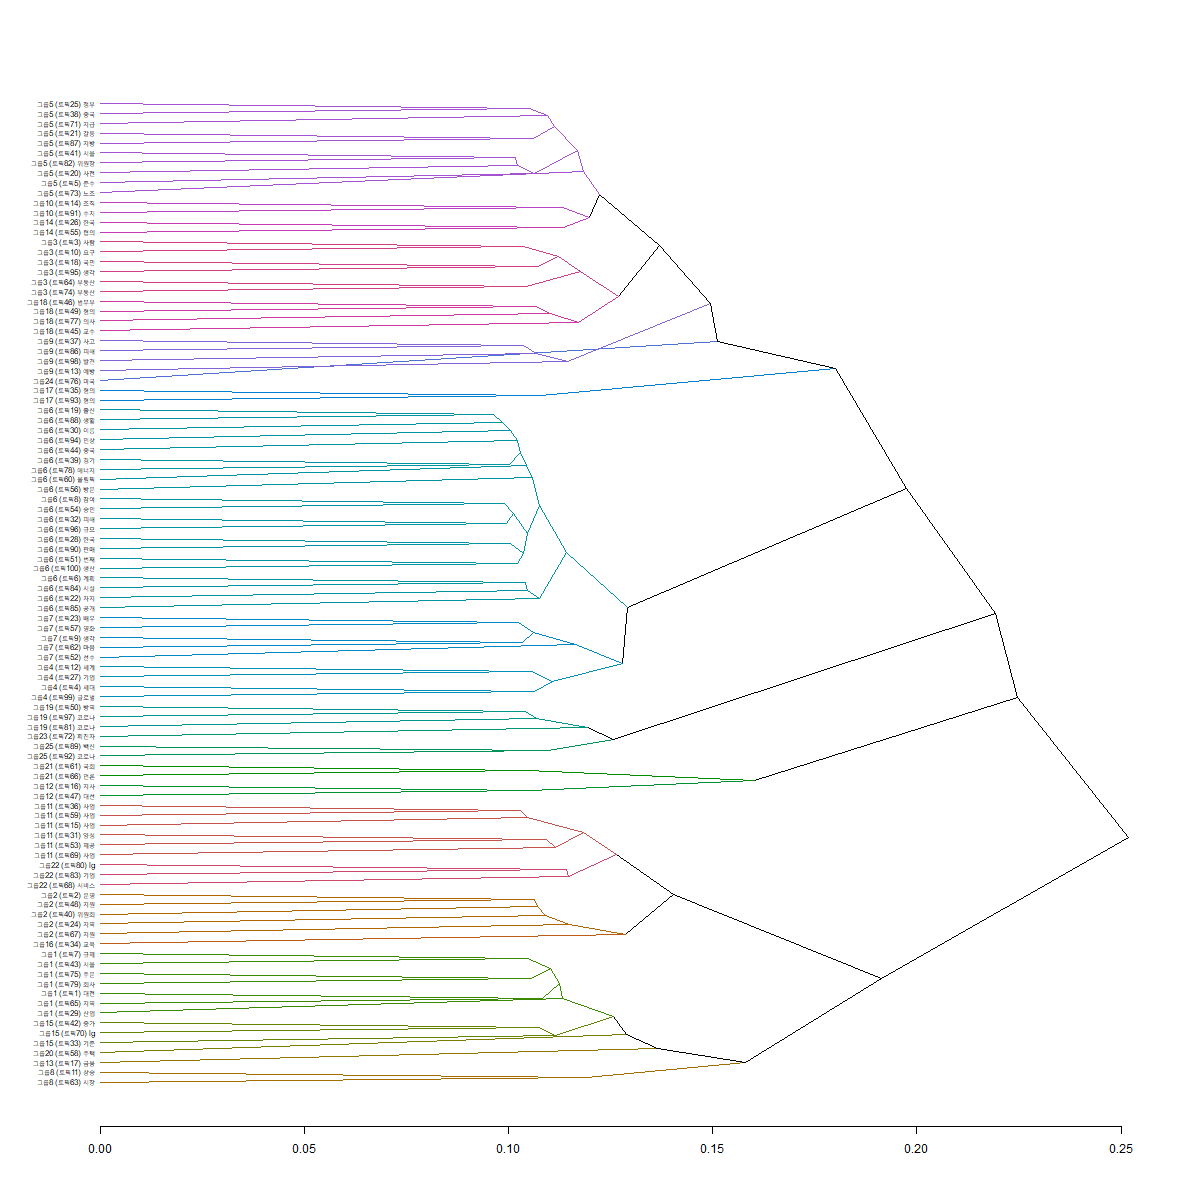 그룹5 (토픽25) 정부
그룹5 (토픽38) 중국
그룹5 (토픽71) 지급
그룹5 (토픽21) 갈등
그룹5 (토픽87) 지방
그룹5 (토픽41) 서울
그룹5 (토픽82) 위원장
그룹5 (토픽20) 사건
그룹5 (토픽5) 준수
그룹5 (토픽73) 노조
그룹10 (토픽14) 조직
그룹10 (토픽91) 수지
그룹14 (토픽26) 한국
그룹14 (토픽55) 협의
그룹3 (토픽3) 사람
그룹3 (토픽10) 요구
그룹3 (토픽18) 국민
그룹3 (토픽95) 생각
그룹3 (토픽64) 부동산
그룹3 (토픽74) 부동산
그룹18 (토픽46) 법무부
그룹18 (토픽49) 혐의
그룹18 (토픽77) 의사
그룹18 (토픽45) 교수
그룹9 (토픽37) 사고
그룹9 (토픽86) 피해
그룹9 (토픽98) 발견
그룹9 (토픽13) 예방
그룹24 (토픽76) 미국
그룹17 (토픽35) 혐의
그룹17 (토픽93) 혐의
그룹6 (토픽19) 출산
그룹6 (토픽88) 생활
그룹6 (토픽30) 이름
그룹6 (토픽94) 인상
그룹6 (토픽44) 중국
그룹6 (토픽39) 경기
그룹6 (토픽78) 에너지
그룹6 (토픽60) 올림픽
그룹6 (토픽56) 방문
그룹6 (토픽8) 참여
그룹6 (토픽54) 승인
그룹6 (토픽32) 피해
그룹6 (토픽96) 규모
그룹6 (토픽28) 한국
그룹6 (토픽90) 판매
그룹6 (토픽51) 번째
그룹6 (토픽100) 생산
그룹6 (토픽6) 계획
그룹6 (토픽84) 시설
그룹6 (토픽22) 차지
그룹6 (토픽85) 공개
그룹7 (토픽23) 배우
그룹7 (토픽57) 영화
그룹7 (토픽9) 생각
그룹7 (토픽62) 마음
그룹7 (토픽52) 선수
그룹4 (토픽12) 세계
그룹4 (토픽27) 기업
그룹4 (토픽4) 세대
그룹4 (토픽99) 글로벌
그룹19 (토픽50) 방역
그룹19 (토픽97) 코로나
그룹19 (토픽81) 코로나
그룹23 (토픽72) 확진자
그룹25 (토픽89) 백신
그룹25 (토픽92) 코로나
그룹21 (토픽61) 국회
그룹21 (토픽66) 언론
그룹12 (토픽16) 지사
그룹12 (토픽47) 대선
그룹11 (토픽36) 사업
그룹11 (토픽59) 사업
그룹11 (토픽15) 사업
그룹11 (토픽31) 영상
그룹11 (토픽53) 제공
그룹11 (토픽69) 사업
그룹22 (토픽80) lg
그룹22 (토픽83) 기업
그룹22 (토픽68) 서비스
그룹2 (토픽2) 운영
그룹2 (토픽48) 지원
그룹2 (토픽40) 위원회
그룹2 (토픽24) 지역
그룹2 (토픽67) 지원
그룹16 (토픽34) 교육
그룹1 (토픽7) 규제
그룹1 (토픽43) 서울
그룹1 (토픽75) 주문
그룹1 (토픽79) 회사
그룹1 (토픽1) 대전
그룹1 (토픽65) 지역
그룹1 (토픽29) 산업
그룹15 (토픽42) 증가
그룹15 (토픽70) lg
그룹15 (토픽33) 기준
그룹20 (토픽58) 주택
그룹13 (토픽17) 금융
그룹8 (토픽11) 상승
그룹8 (토픽63) 시장
0.00 0.05 0.10 0.15 0.20 0.25